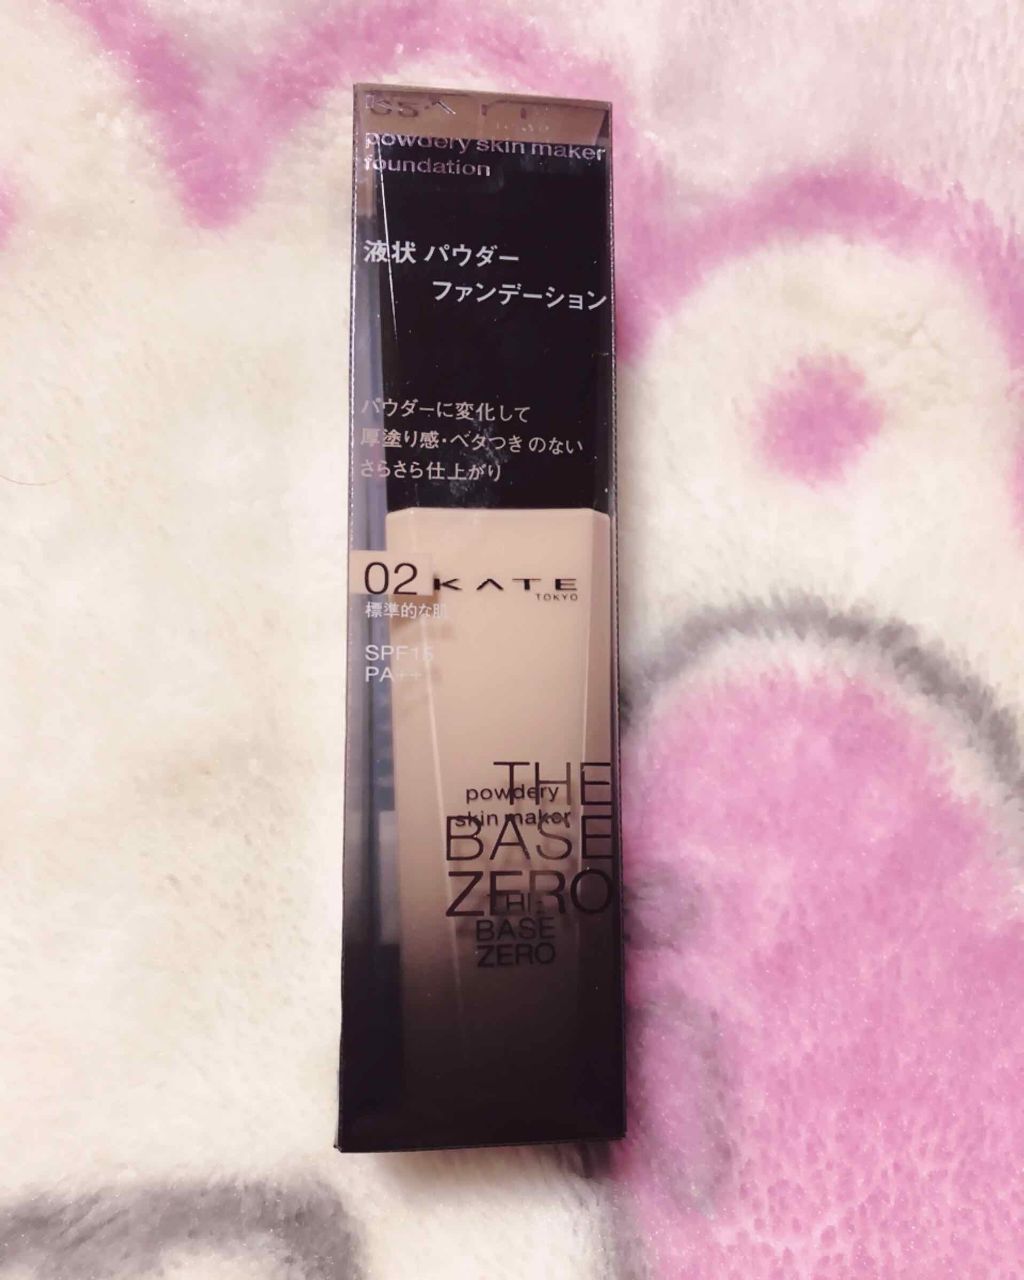 powdery skin maker
foundation
液状 パウダー
ファンデーション
パウダーに変化して
厚塗り感・ベタつきのない
さらさら仕上がり
02
KATE
TOKYO
標準的な肌
SPF15
PA++
THE
BASE
ZERO
powdery
skin maker
THE
BASE
ZERO